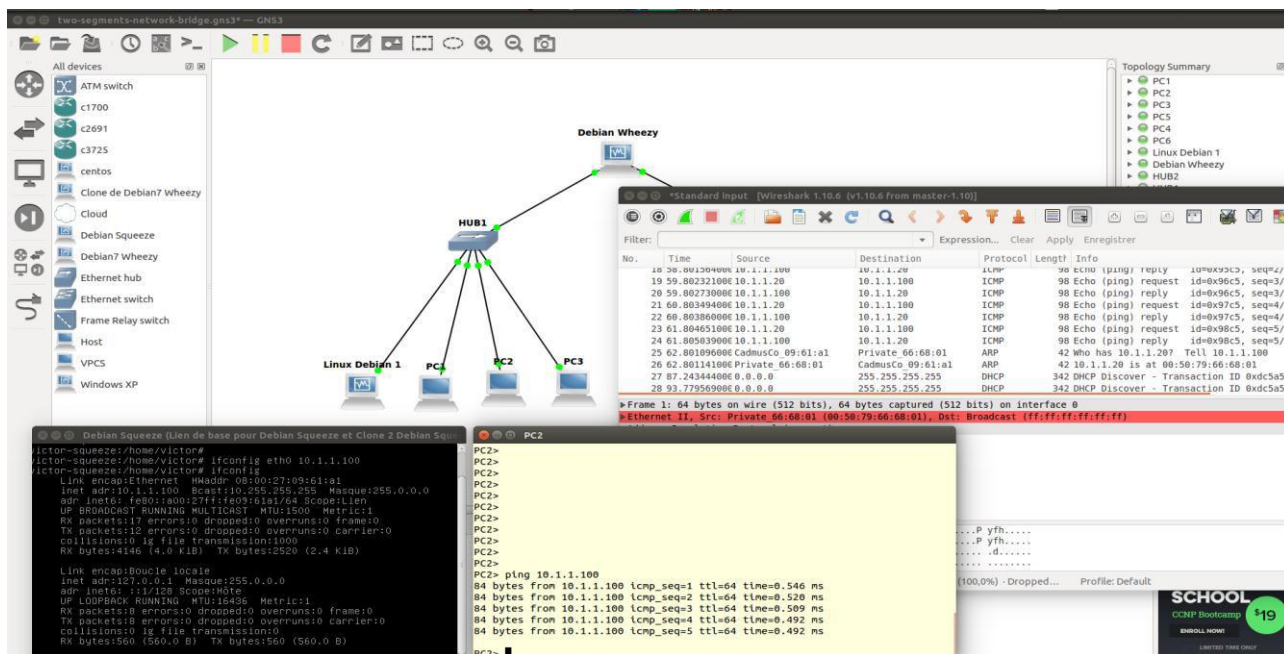 two-segments-network-bridge.gns3* — GNS3
All devices
ATM switch
c1700
c2691
c3725
centos
Clone de Debian7 Wheezy
Cloud
Debian Squeeze
Debian7 Wheezy
Ethernet hub
Ethernet switch
Frame Relay switch
Host
VPCS
Windows XP
Debian Wheezy
HUB1
Linux Debian 1
PC1
PC2
PC3
Topology Summary
PC1
PC2
PC3
PC5
PC4
PC6
Linux Debian 1
Debian Wheezy
HUB2
*Standard input [Wireshark 1.10.6 (v1.10.6 from master-1.10)]
Filter: Expression... Clear Apply Enregistrer
No. Time Source Destination Protocol Length Info
18 58.801564000 10.1.1.100 10.1.1.20 ICMP 98 Echo (ping) reply id=0x95c5, seq=2/
19 59.80232100 10.1.1.20 10.1.1.100 ICMP 98 Echo (ping) request id=0x96c5, seq=3/
20 59.80273000 10.1.1.100 10.1.1.20 ICMP 98 Echo (ping) reply id=0x96c5, seq=3/
21 60.80349400 10.1.1.20 10.1.1.100 ICMP 98 Echo (ping) request id=0x97c5, seq=4/
22 60.80386000 10.1.1.100 10.1.1.20 ICMP 98 Echo (ping) reply id=0x97c5, seq=4/
23 61.80465100 10.1.1.20 10.1.1.100 ICMP 98 Echo (ping) request id=0x98c5, seq=5/
24 61.80503900 10.1.1.100 10.1.1.20 ICMP 98 Echo (ping) reply id=0x98c5, seq=5/
25 62.80109600 CadmusCo_09:61:a1 Private_66:68:01 ARP 42 Who has 10.1.1.20? Tell 10.1.1.100
26 62.80114100 Private_66:68:01 CadmusCo_09:61:a1 ARP 42 10.1.1.20 is at 00:50:79:66:68:01
27 87.24344400 0.0.0.0 255.255.255.255 DHCP 342 DHCP Discover - Transaction ID 0xdc5a5
28 93.77956900 0.0.0.0 255.255.255.255 DHCP 342 DHCP Discover - Transaction ID 0xdc5a5
Frame 1: 64 bytes on wire (512 bits), 64 bytes captured (512 bits) on interface 0
Ethernet II, Src: Private_66:68:01 (00:50:79:66:68:01), Dst: Broadcast (ff:ff:ff:ff:ff:ff)
....P yfh.....
....P yfh.....
..... .d......
(100,0%) · Dropped... Profile: Default
Debian Squeeze (Lien de base pour Debian Squeeze et Clone 2 Debian Sque
victor-squeeze:/home/victor#
victor-squeeze:/home/victor# ifconfig eth0 10.1.1.100
victor-squeeze:/home/victor# ifconfig
Link encap:Ethernet HWaddr 08:00:27:09:61:a1
inet adr:10.1.1.100 Bcast:10.255.255.255 Masque:255.0.0.0
adr inet6: fe80::a00:27ff:fe09:61a1/64 Scope:Lien
UP BROADCAST RUNNING MULTICAST MTU:1500 Metric:1
RX packets:17 errors:0 dropped:0 overruns:0 frame:0
TX packets:12 errors:0 dropped:0 overruns:0 carrier:0
collisions:0 lg file transmission:1000
RX bytes:4146 (4.0 KiB) TX bytes:2520 (2.4 KiB)
Link encap:Boucle locale
inet adr:127.0.0.1 Masque:255.0.0.0
adr inet6: ::1/128 Scope:Hôte
UP LOOPBACK RUNNING MTU:16436 Metric:1
RX packets:8 errors:0 dropped:0 overruns:0 frame:0
TX packets:8 errors:0 dropped:0 overruns:0 carrier:0
collisions:0 lg file transmission:0
RX bytes:560 (560.0 B) TX bytes:560 (560.0 B)
PC2
PC2>
PC2>
PC2>
PC2>
PC2>
PC2>
PC2>
PC2>
PC2>
PC2>
PC2> ping 10.1.1.100
84 bytes from 10.1.1.100 icmp_seq=1 ttl=64 time=0.546 ms
84 bytes from 10.1.1.100 icmp_seq=2 ttl=64 time=0.520 ms
84 bytes from 10.1.1.100 icmp_seq=3 ttl=64 time=0.509 ms
84 bytes from 10.1.1.100 icmp_seq=4 ttl=64 time=0.492 ms
84 bytes from 10.1.1.100 icmp_seq=5 ttl=64 time=0.492 ms
PC2>
SCHOOL
CCNP Bootcamp
$19
ENROLL NOW!
LIMITED TIME ONLY